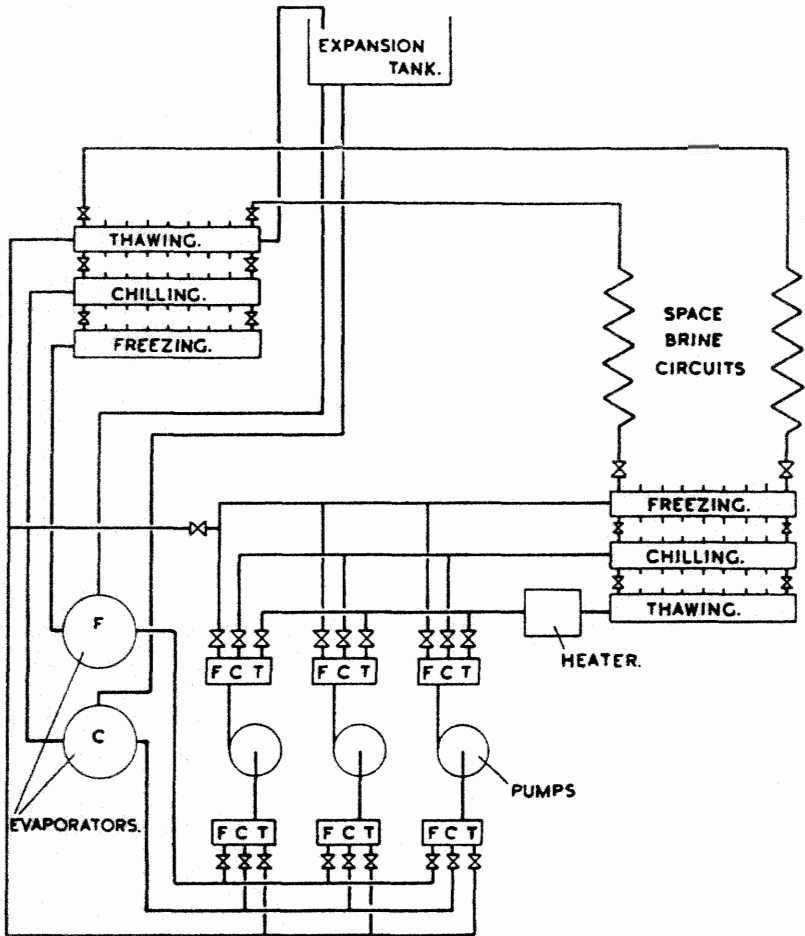 EXPANSION
TANK.
THAWING.
CHILLING.
FREEZING.
SPACE
BRINE
CIRCUITS
FREEZING.
CHILLING.
THAWING.
HEATER.
F
F C T
F C T
F C T
C
PUMPS
EVAPORATORS.
F C T
F C T
F C T